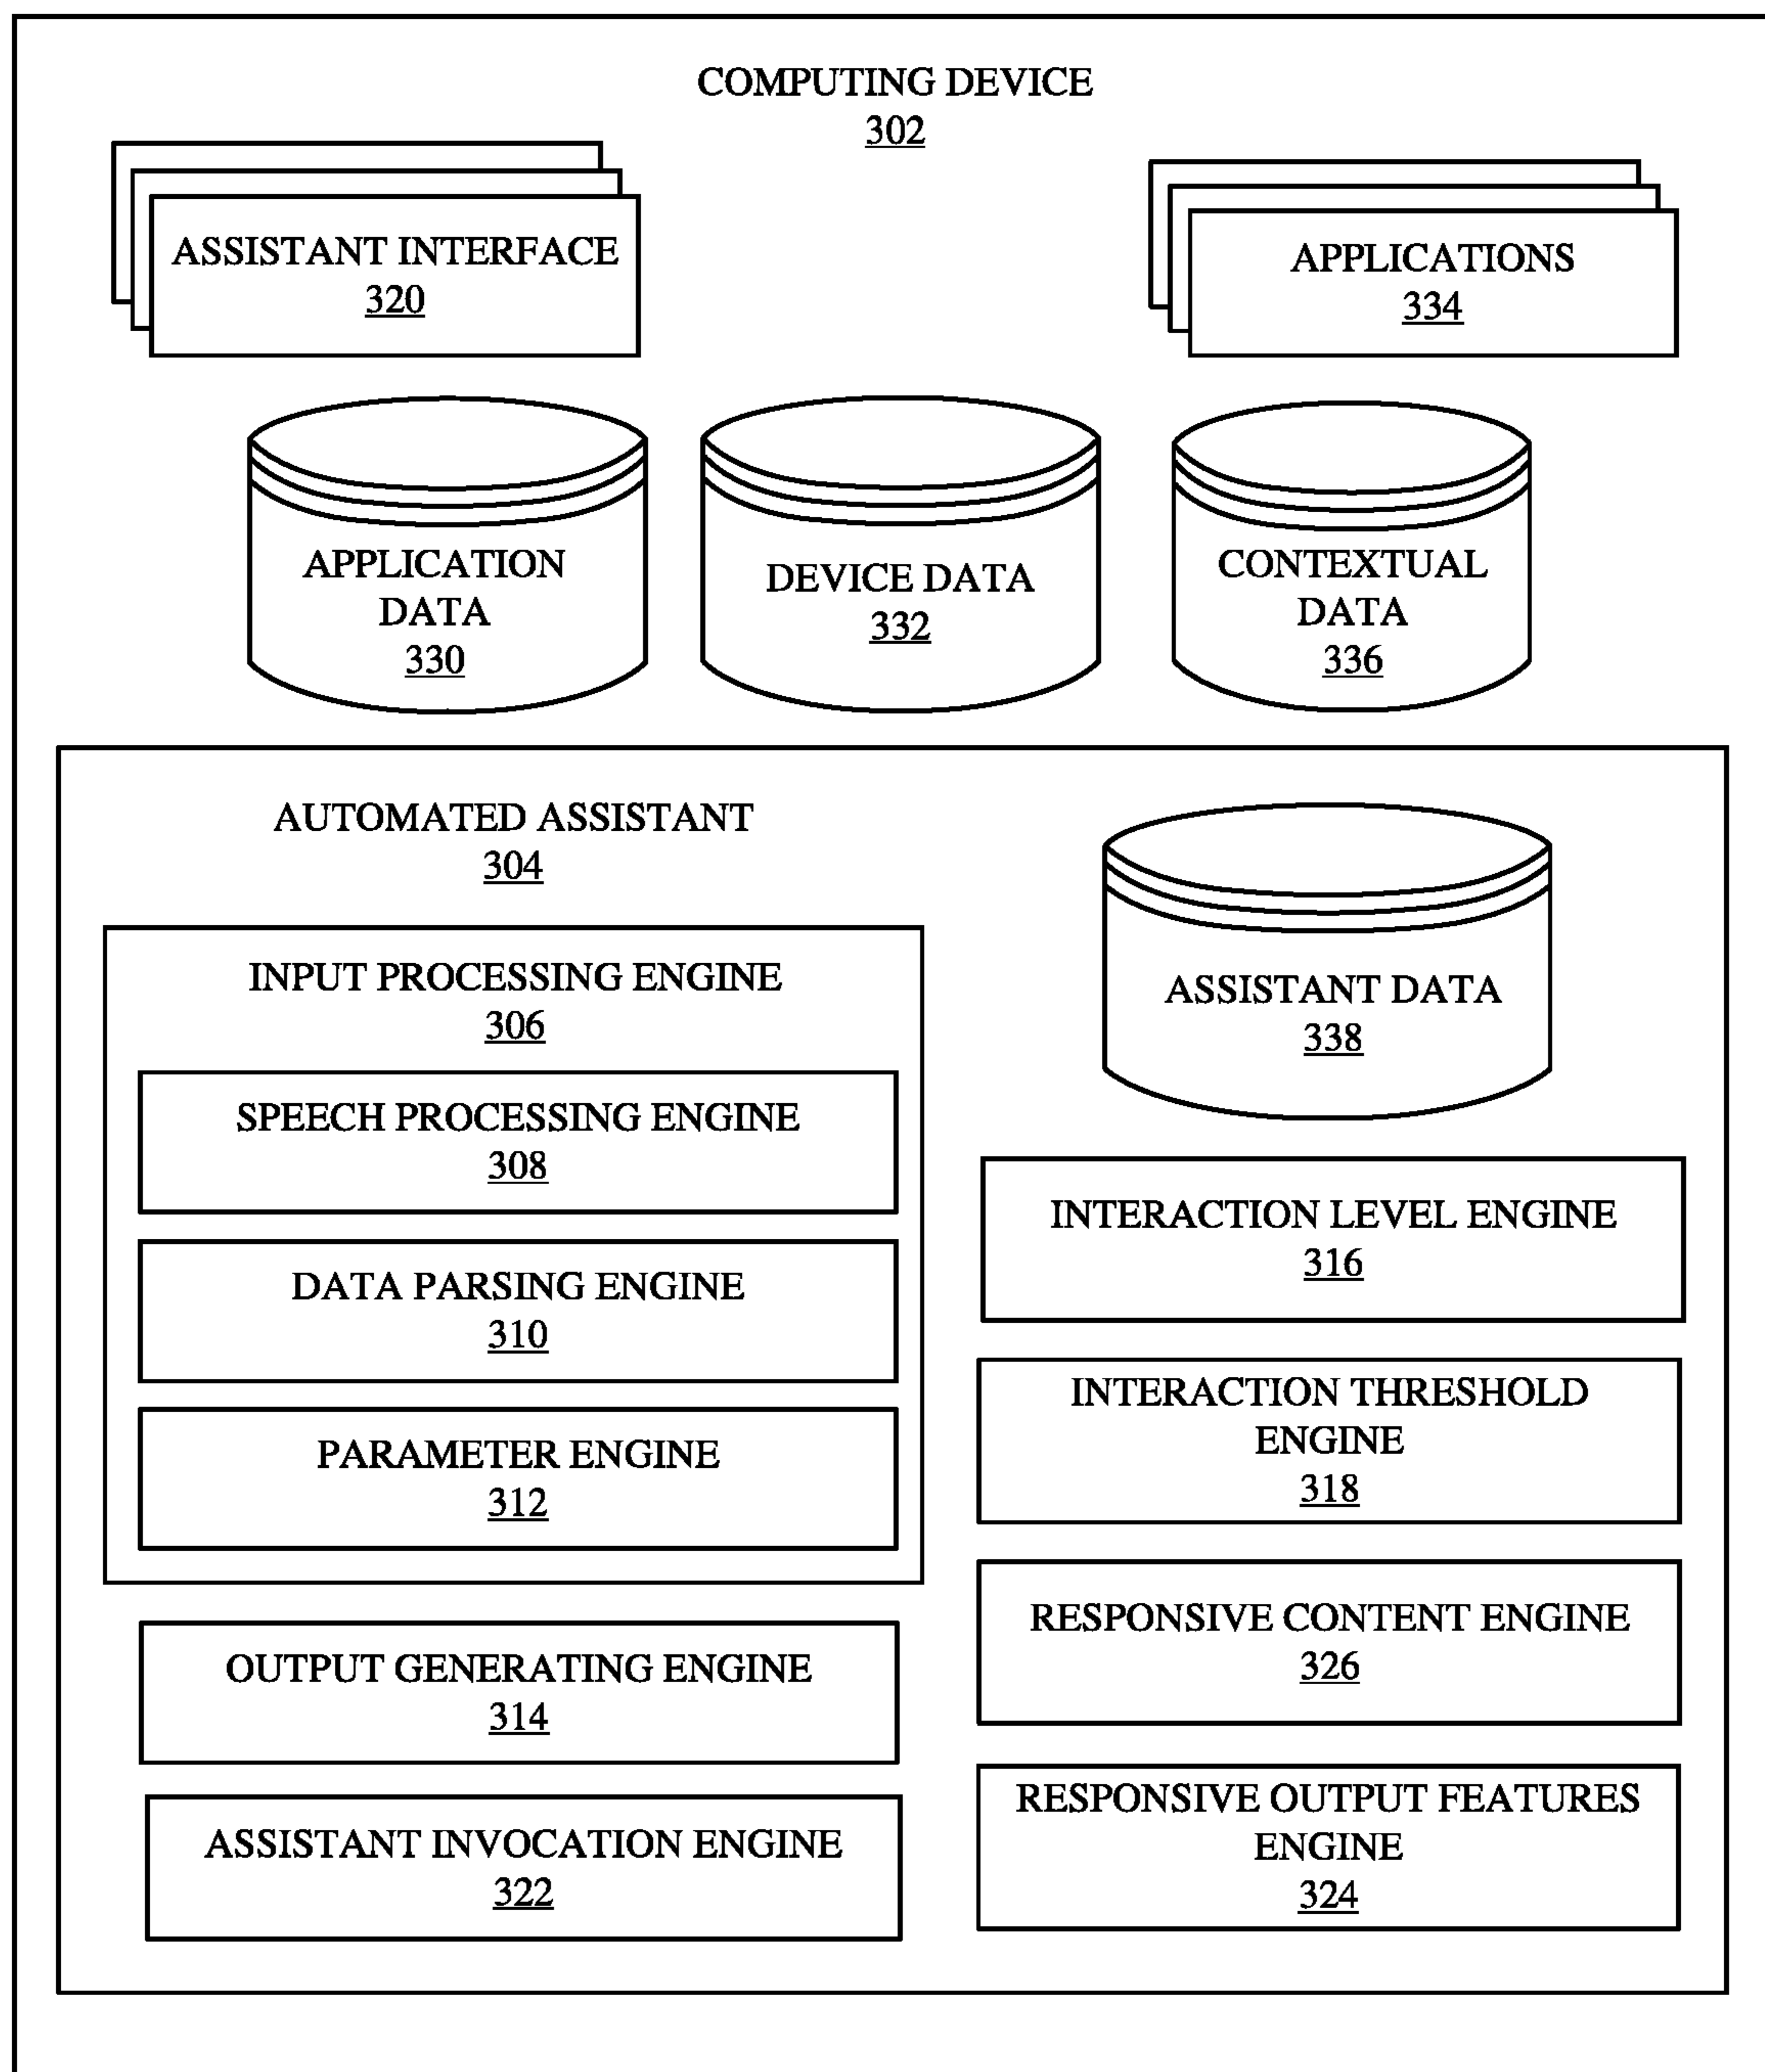 COMPUTING DEVICE
302
ASSISTANT INTERFACE
320
APPLICATIONS
334
APPLICATION
DATA
330
DEVICE DATA
332
CONTEXTUAL
DATA
336
AUTOMATED ASSISTANT
304
INPUT PROCESSING ENGINE
306
SPEECH PROCESSING ENGINE
308
DATA PARSING ENGINE
310
PARAMETER ENGINE
312
OUTPUT GENERATING ENGINE
314
ASSISTANT INVOCATION ENGINE
322
ASSISTANT DATA
338
INTERACTION LEVEL ENGINE
316
INTERACTION THRESHOLD
ENGINE
318
RESPONSIVE CONTENT ENGINE
326
RESPONSIVE OUTPUT FEATURES
ENGINE
324